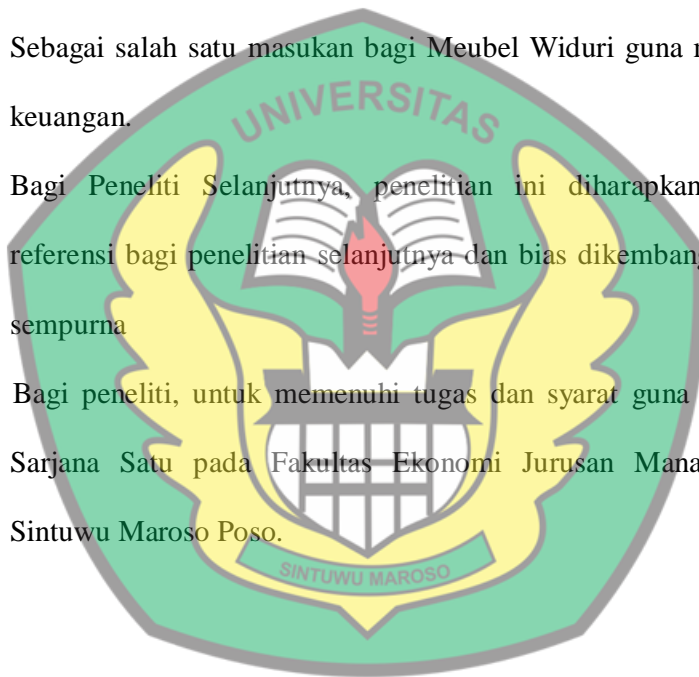 Sebagai salah satu masukan bagi Meubel Widuri guna
keuangan.
UNIVERSITAS
Bagi Peneliti Selanjutnya, penelitian ini diharapkan
referensi bagi penelitian selanjutnya dan bias dikembang
sempurna
Bagi peneliti, untuk memenuhi tugas dan syarat guna
Sarjana Satu pada Fakultas Ekonomi Jurusan Mana
Sintuwu Maroso Poso.
SINTUWU MAROSO